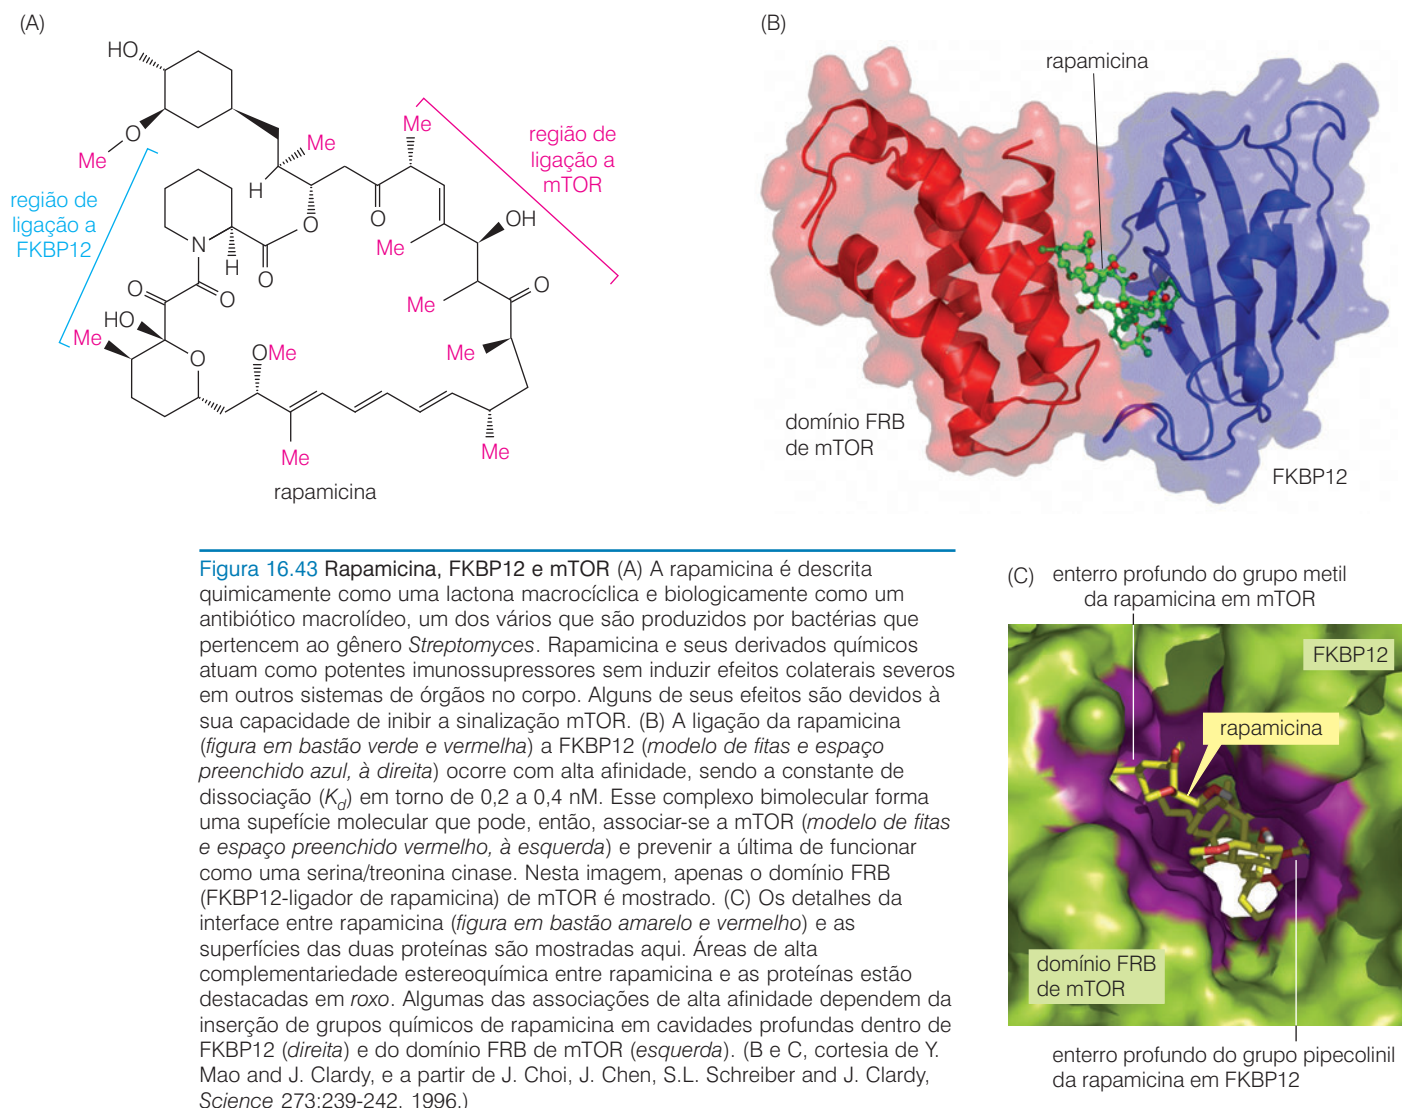 (A)
HO
O
Me
Me
Me
região de
ligação a
mTOR
região de
ligação a
FKBP12
H
O
O
OH
Me
N
H
O
O
O
HO
Me
O
Me
O
Me
OMe
Me
Me
rapamicina
(B)
rapamicina
domínio FRB
de mTOR
FKBP12
Figura 16.43 Rapamicina, FKBP12 e mTOR (A) A rapamicina é descrita
quimicamente como uma lactona macrocíclica e biologicamente como um
antibiótico macrolídeo, um dos vários que são produzidos por bactérias que
pertencem ao gênero Streptomyces. Rapamicina e seus derivados químicos
atuam como potentes imunossupressores sem induzir efeitos colaterais severos
em outros sistemas de órgãos no corpo. Alguns de seus efeitos são devidos à
sua capacidade de inibir a sinalização mTOR. (B) A ligação da rapamicina
(figura em bastão verde e vermelha) a FKBP12 (modelo de fitas e espaço
preenchido azul, à direita) ocorre com alta afinidade, sendo a constante de
dissociação (Kd) em torno de 0,2 a 0,4 nM. Esse complexo bimolecular forma
uma supefície molecular que pode, então, associar-se a mTOR (modelo de fitas
e espaço preenchido vermelho, à esquerda) e prevenir a última de funcionar
como uma serina/treonina cinase. Nesta imagem, apenas o domínio FRB
(FKBP12-ligador de rapamicina) de mTOR é mostrado. (C) Os detalhes da
interface entre rapamicina (figura em bastão amarelo e vermelho) e as
superfícies das duas proteínas são mostradas aqui. Áreas de alta
complementariedade estereoquímica entre rapamicina e as proteínas estão
destacadas em roxo. Algumas das associações de alta afinidade dependem da
inserção de grupos químicos de rapamicina em cavidades profundas dentro de
FKBP12 (direita) e do domínio FRB de mTOR (esquerda). (B e C, cortesia de Y.
Mao and J. Clardy, e a partir de J. Choi, J. Chen, S.L. Schreiber and J. Clardy,
Science 273:239-242, 1996.)
(C) enterro profundo do grupo metil
da rapamicina em mTOR
FKBP12
rapamicina
domínio FRB
de mTOR
enterro profundo do grupo pipecolinil
da rapamicina em FKBP12